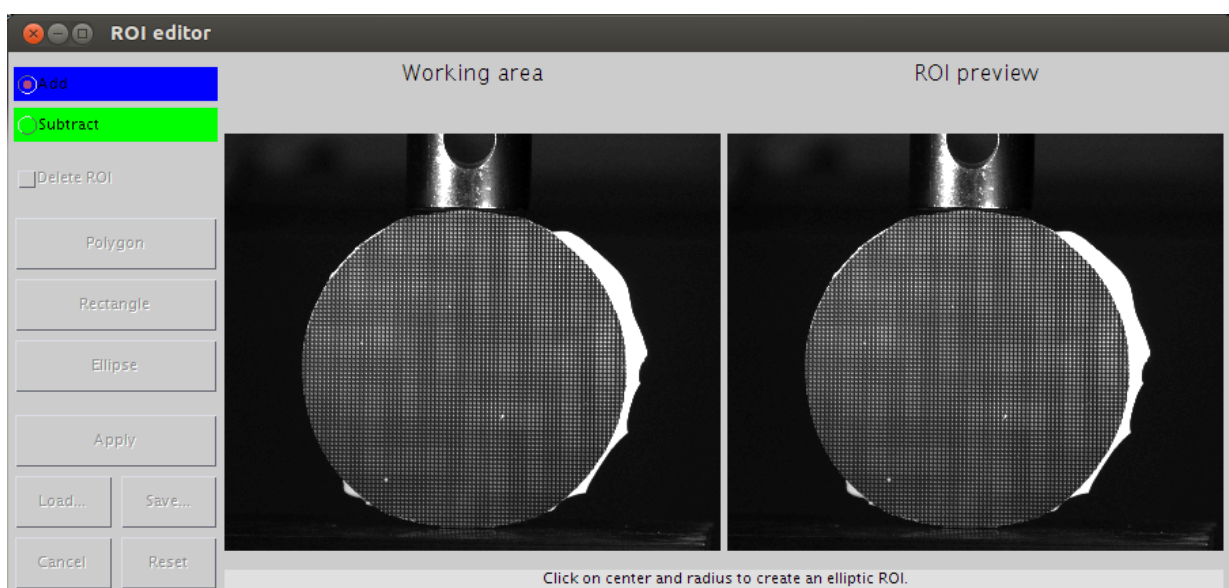 ROI editor
Add
Subtract
Delete ROI
Polygon
Rectangle
Ellipse
Apply
Load... Save...
Cancel Reset
Working area
ROI preview
Click on center and radius to create an elliptic ROI.